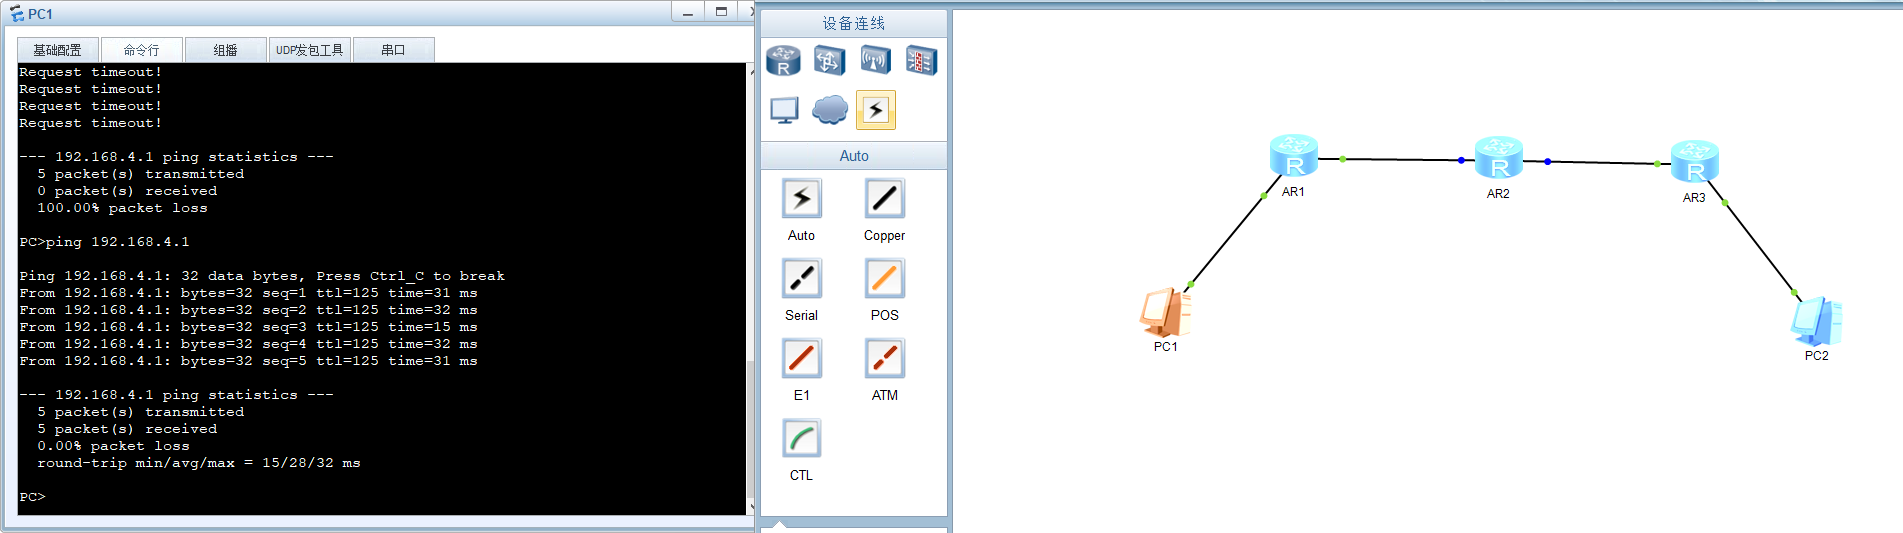 PC1
基础配置
命令行
组播
UDP发包工具
串口
Request timeout!
Request timeout!
Request timeout!
Request timeout!
--- 192.168.4.1 ping statistics ---
5 packet(s) transmitted
0 packet(s) received
100.00% packet loss
PC>ping 192.168.4.1
Ping 192.168.4.1: 32 data bytes, Press Ctrl_C to break
From 192.168.4.1: bytes=32 seq=1 ttl=125 time=31 ms
From 192.168.4.1: bytes=32 seq=2 ttl=125 time=32 ms
From 192.168.4.1: bytes=32 seq=3 ttl=125 time=15 ms
From 192.168.4.1: bytes=32 seq=4 ttl=125 time=32 ms
From 192.168.4.1: bytes=32 seq=5 ttl=125 time=31 ms
--- 192.168.4.1 ping statistics ---
5 packet(s) transmitted
5 packet(s) received
0.00% packet loss
round-trip min/avg/max = 15/28/32 ms
PC>
设备连线
R
Auto
Auto
Copper
Serial
POS
E1
ATM
CTL
R
AR1
R
AR2
R
AR3
PC1
PC2